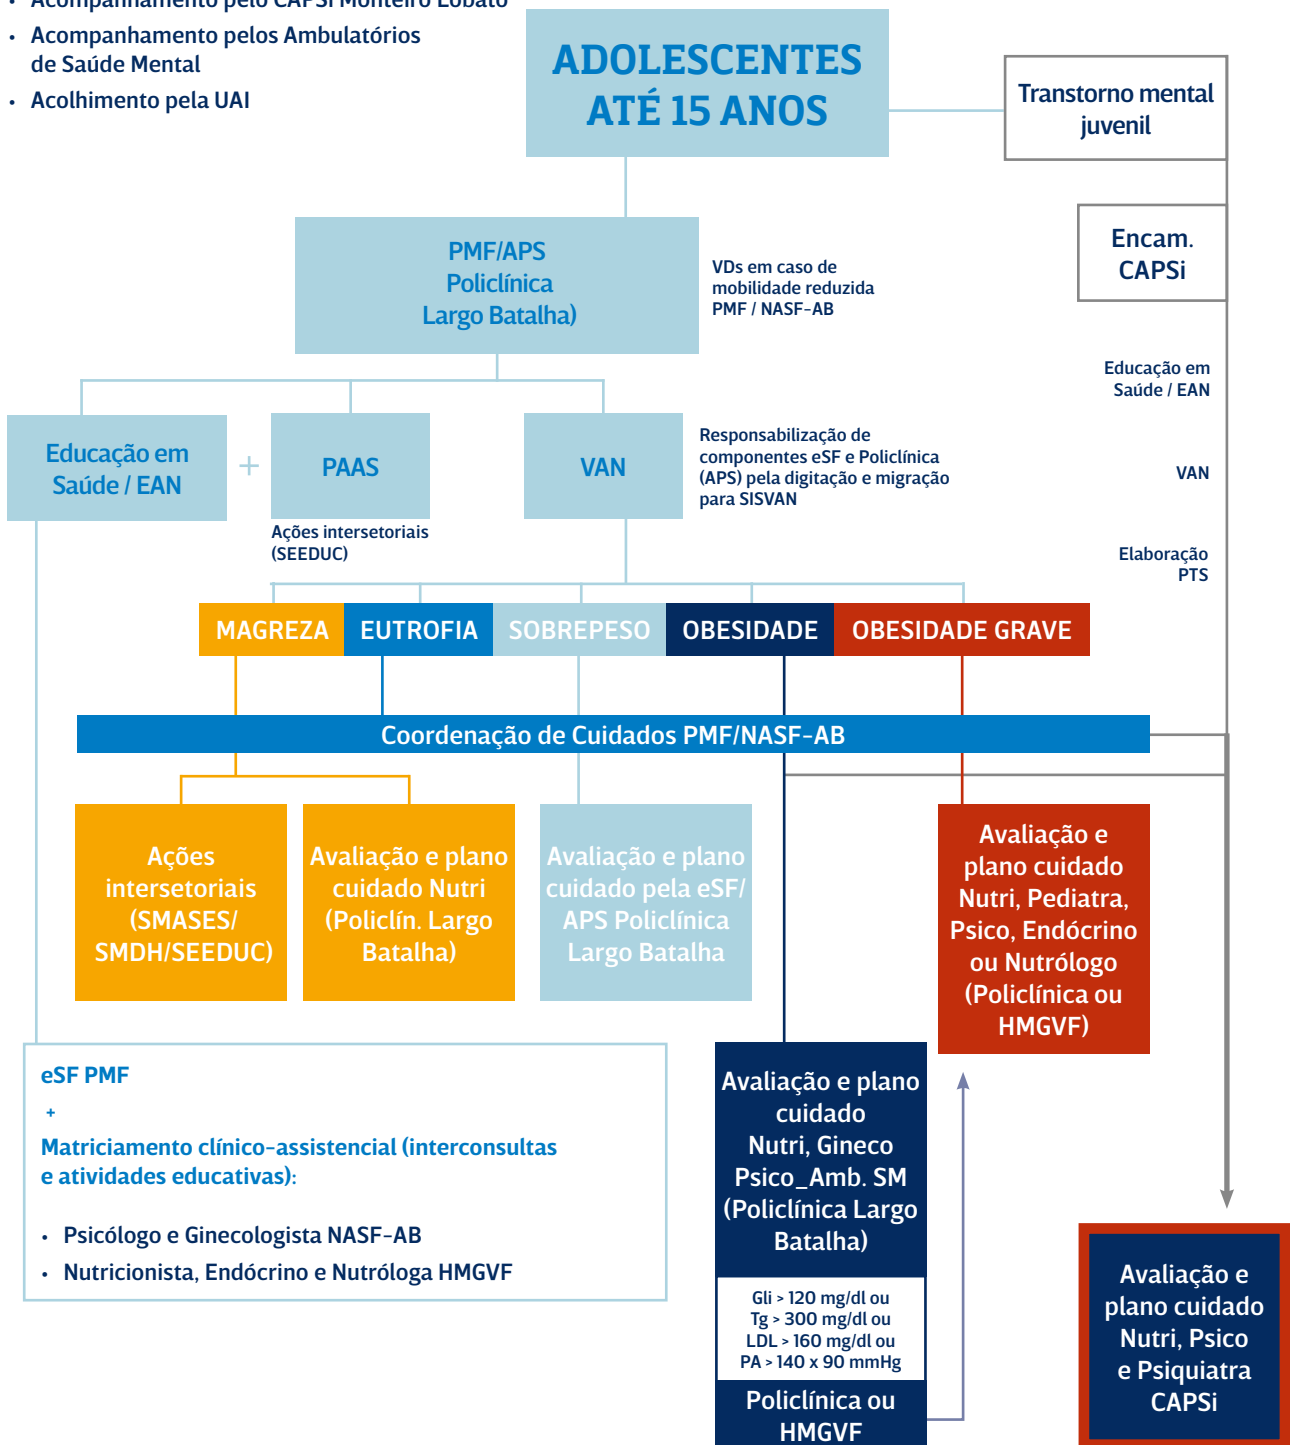 • Acompanhamento pelo CAPSi Monteiro Lobato
• Acompanhamento pelos Ambulatórios
de Saúde Mental
• Acolhimento pela UAI
ADOLESCENTES
ATÉ 15 ANOS
Transtorno mental
juvenil
PMF/APS
Policlínica
Largo Batalha)
VDs em caso de
mobilidade reduzida
PMF / NASF-AB
Encam.
CAPSi
Educação em
Saúde / EAN
VAN
Elaboração
PTS
Educação em
Saúde / EAN
+
PAAS
VAN
Ações intersetoriais
(SEEDUC)
Responsabilização de
componentes eSF e Policlínica
(APS) pela digitação e migração
para SISVAN
MAGREZA
EUTROFIA
SOBREPESO
OBESIDADE
OBESIDADE GRAVE
Coordenação de Cuidados PMF/NASF-AB
Ações
intersetoriais
(SMASES/
SMDH/SEEDUC)
Avaliação e plano
cuidado Nutri
(Policlín. Largo
Batalha)
Avaliação e plano
cuidado pela eSF/
APS Policlínica
Largo Batalha
Avaliação e
plano cuidado
Nutri, Pediatra,
Psico, Endócrino
ou Nutrólogo
(Policlínica ou
HMGVF)
eSF PMF
+
Matriciamento clínico-assistencial (interconsultas
e atividades educativas):
• Psicólogo e Ginecologista NASF-AB
• Nutricionista, Endócrino e Nutróloga HMGVF
Avaliação e plano
cuidado
Nutri, Gineco
Psico_Amb. SM
(Policlínica Largo
Batalha)
Gli > 120 mg/dl ou
Tg > 300 mg/dl ou
LDL > 160 mg/dl ou
PA > 140 x 90 mmHg
Policlínica ou
HMGVF
Avaliação e
plano cuidado
Nutri, Psico
e Psiquiatra
CAPSi